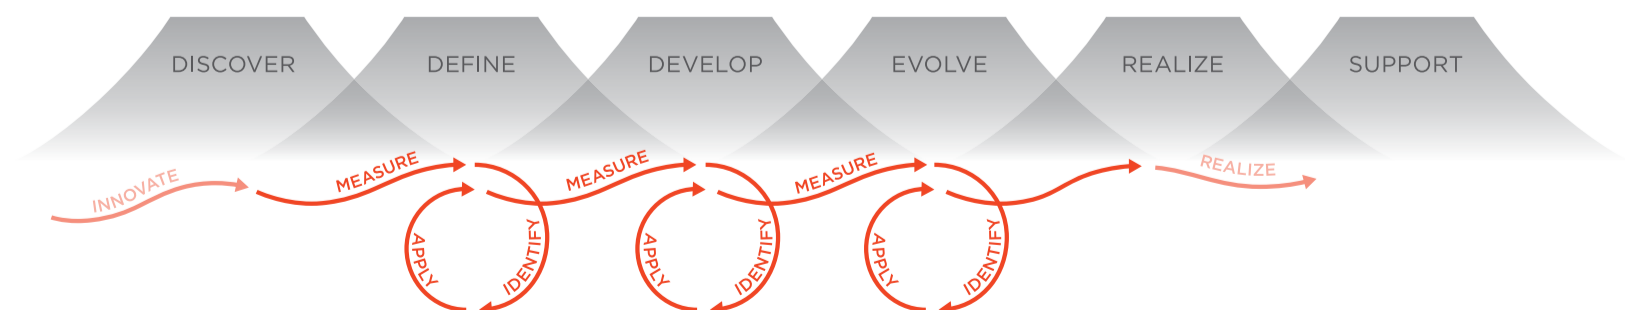 DISCOVER DEFINE DEVELOP EVOLVE REALIZE SUPPORT
INNOVATE MEASURE MEASURE MEASURE REALIZE
APPLY IDENTIFY APPLY IDENTIFY APPLY IDENTIFY